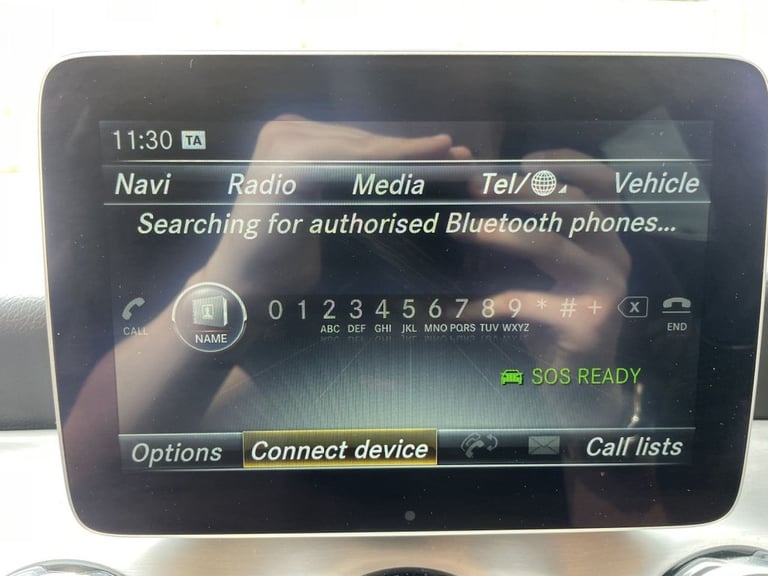 11:30 TA
Navi Radio Media Tel/ Vehicle
Searching for authorised Bluetooth phones...
0 1 2 3 4 5 6 7 8 9 * # + X
CALL NAME ABC DEF GHI JKL MNO PQRS TUV WXYZ END
SOS READY
Options Connect device Call lists